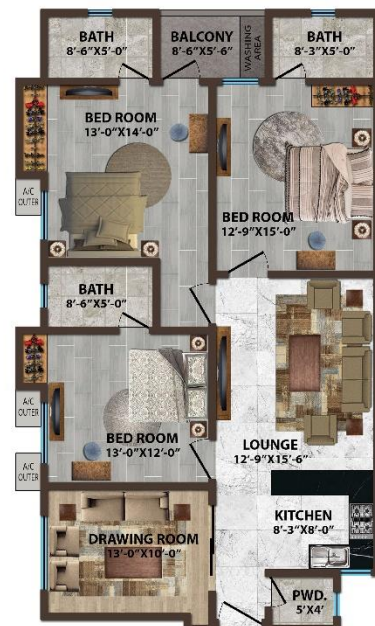 BATH
8'-6"X5'-0"
BALCONY
8'-6"X5'-6"
WASHING
AREA
BATH
8'-3"X5'-0"
BED ROOM
13'-0"X14'-0"
A/C
OUTER
BED ROOM
12'-9"X15'-0"
BATH
8'-6"X5'-0"
A/C
OUTER
BED ROOM
13'-0"X12'-0"
A/C
OUTER
LOUNGE
12'-9"X15'-6"
KITCHEN
8'-3"X8'-0"
DRAWING ROOM
13'-0"X10'-0"
PWD.
5'X4'